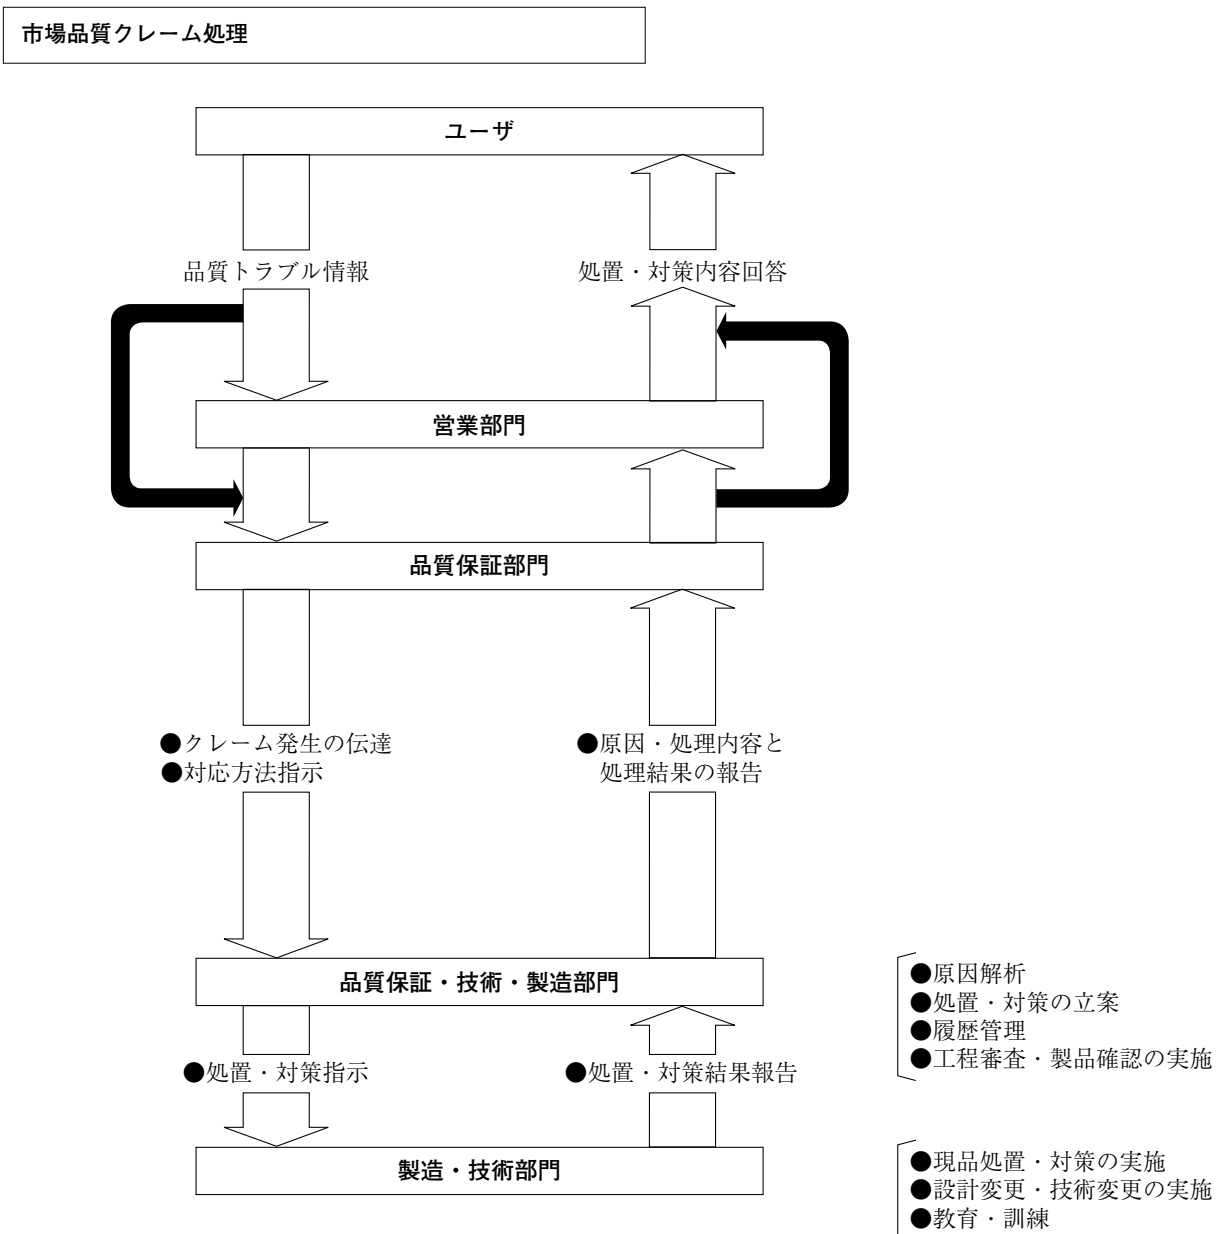 市場品質クレーム処理
ユーザ
品質トラブル情報
処置・対策内容回答
営業部門
品質保証部門
●クレーム発生の伝達
●対応方法指示
●原因・処理内容と
処理結果の報告
品質保証・技術・製造部門
●原因解析
●処置・対策の立案
●履歴管理
●工程審査・製品確認の実施
●処置・対策指示
●処置・対策結果報告
製造・技術部門
●現品処置・対策の実施
●設計変更・技術変更の実施
●教育・訓練